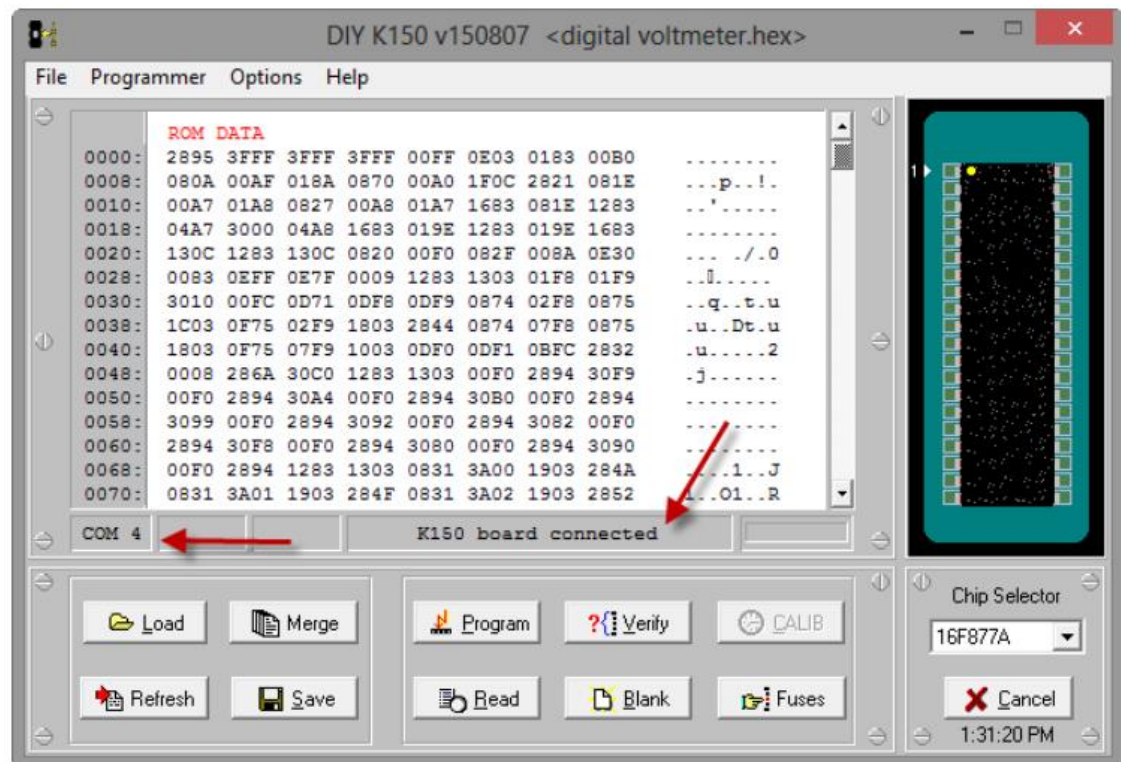 DIY K150 v150807 <digital voltmeter.hex>
File Programmer Options Help
ROM DATA
0000: 2895 3FFF 3FFF 3FFF 00FF 0E03 0183 00B0 ........
0008: 080A 00AF 018A 0870 00A0 1F0C 2821 081E ...p..!.
0010: 00A7 01A8 0827 00A8 01A7 1683 081E 1283 ..'.....
0018: 04A7 3000 04A8 1683 019E 1283 019E 1683 ........
0020: 130C 1283 130C 0820 00F0 082F 008A 0E30 ... ./.0
0028: 0083 0EFF 0E7F 0009 1283 1303 01F8 01F9 ..▯.....
0030: 3010 00FC 0D71 0DF8 0DF9 0874 02F8 0875 ..q..t.u
0038: 1C03 0F75 02F9 1803 2844 0874 07F8 0875 .u..Dt.u
0040: 1803 0F75 07F9 1003 0DF0 0DF1 0BFC 2832 .u.....2
0048: 0008 286A 30C0 1283 1303 00F0 2894 30F9 .j......
0050: 00F0 2894 30A4 00F0 2894 30B0 00F0 2894 ........
0058: 3099 00F0 2894 3092 00F0 2894 3082 00F0 ........
0060: 2894 30F8 00F0 2894 3080 00F0 2894 3090 ........
0068: 00F0 2894 1283 1303 0831 3A00 1903 284A ....1..J
0070: 0831 3A01 1903 284F 0831 3A02 1903 2852 1..O1..R
COM 4 K150 board connected
1
Load Merge Program Verify CALIB
Refresh Save Read Blank Fuses
Chip Selector
16F877A
Cancel
1:31:20 PM